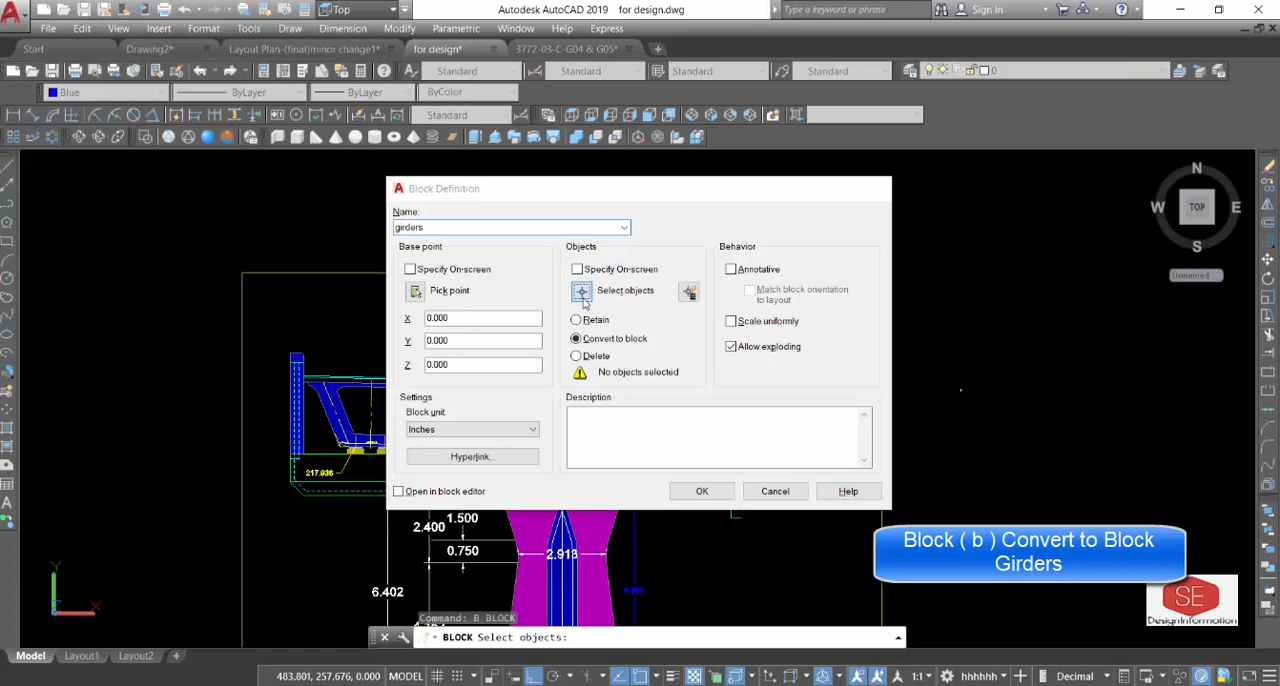 Autodesk AutoCAD 2019 for design.dwg
Type a keyword or phrase
Sign In
Top
File Edit View Insert Format Tools Draw Dimension Modify Parametric Window Help Express
Start Drawing2* Layout Plan-(final)minor change1* for design* 3772-03-C-G04 & G05*
Standard Standard Standard Standard 0
Blue ByLayer ByLayer ByColor
Standard
N
W TOP E
S
Unnamed
Block Definition
Name:
girders
Base point
Specify On-screen
Pick point
X: 0.000
Y: 0.000
Z: 0.000
Objects
Specify On-screen
Select objects
Retain
Convert to block
Delete
No objects selected
Behavior
Annotative
Match block orientation
to layout
Scale uniformly
Allow exploding
Settings
Block unit:
Inches
Hyperlink...
Description
Open in block editor
OK Cancel Help
217.836
1.500
2.400
0.750
2.913
6.402
Block ( b ) Convert to Block
Girders
SE
DesignInformation
Y
X
Command: B BLOCK
BLOCK Select objects:
Model Layout1 Layout2
483.801, 257.676, 0.000 MODEL
1:1
hhhhhh
Decimal